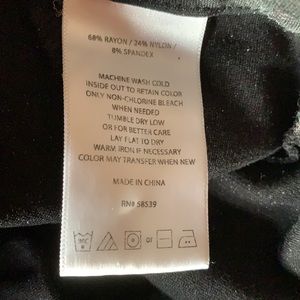 68% RAYON / 24% NYLON /
8% SPANDEX
MACHINE WASH COLD
INSIDE OUT TO RETAIN COLOR
ONLY NON-CHLORINE BLEACH
WHEN NEEDED
TUMBLE DRY LOW
OR FOR BETTER CARE
LAY FLAT TO DRY
WARM IRON IF NECESSARY
COLOR MAY TRANSFER WHEN NEW
MADE IN CHINA
RN# 58539
or